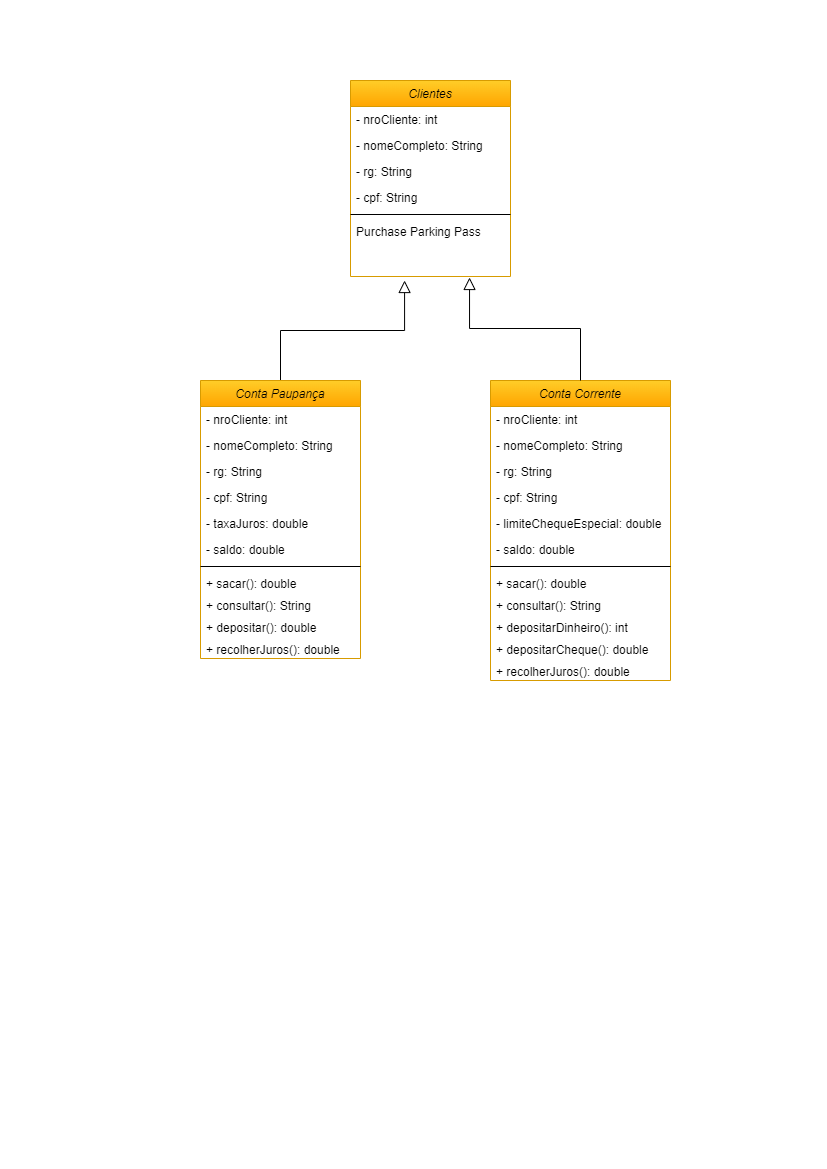 Clientes
- nroCliente: int
- nomeCompleto: String
- rg: String
- cpf: String
Purchase Parking Pass
Conta Paupança
- nroCliente: int
- nomeCompleto: String
- rg: String
- cpf: String
- taxaJuros: double
- saldo: double
+ sacar(): double
+ consultar(): String
+ depositar(): double
+ recolherJuros(): double
Conta Corrente
- nroCliente: int
- nomeCompleto: String
- rg: String
- cpf: String
- limiteChequeEspecial: double
- saldo: double
+ sacar(): double
+ consultar(): String
+ depositarDinheiro(): int
+ depositarCheque(): double
+ recolherJuros(): double